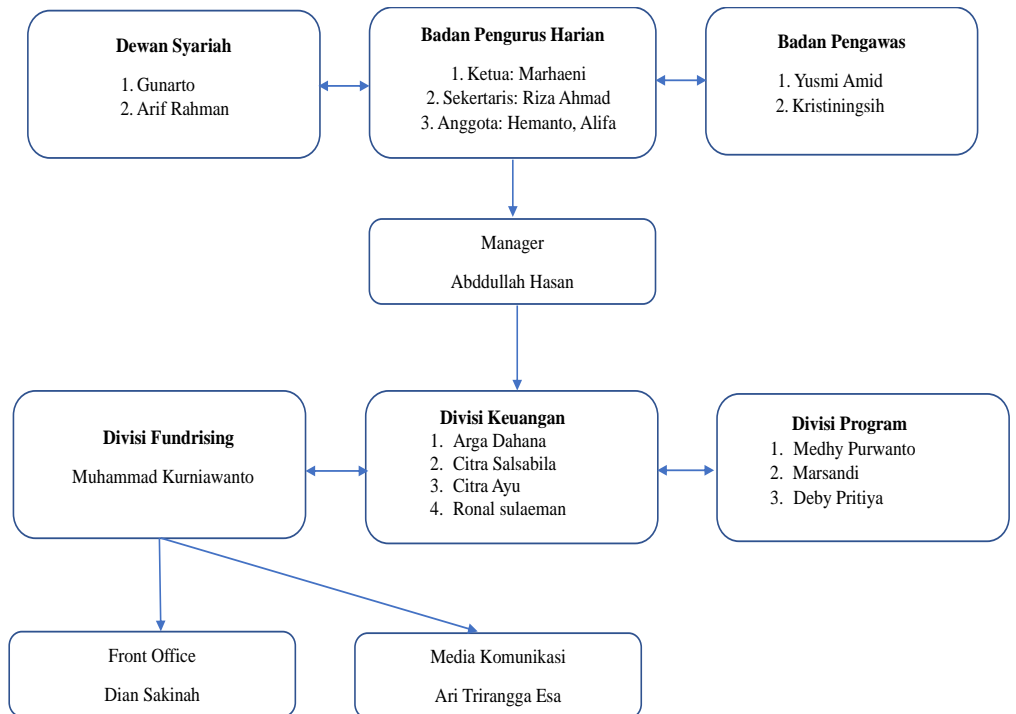 Dewan Syariah
1. Gunarto
2. Arif Rahman
Badan Pengurus Harian
1. Ketua: Marhaeni
2. Sekertaris: Riza Ahmad
3. Anggota: Hemanto, Alifa
Badan Pengawas
1. Yusmi Amid
2. Kristiningsih
Manager
Abddullah Hasan
Divisi Fundrising
Muhammad Kurniawanto
Divisi Keuangan
1. Arga Dahana
2. Citra Salsabila
3. Citra Ayu
4. Ronal sulaeman
Divisi Program
1. Medhy Purwanto
2. Marsandi
3. Deby Pritiya
Front Office
Dian Sakinah
Media Komunikasi
Ari Trirangga Esa